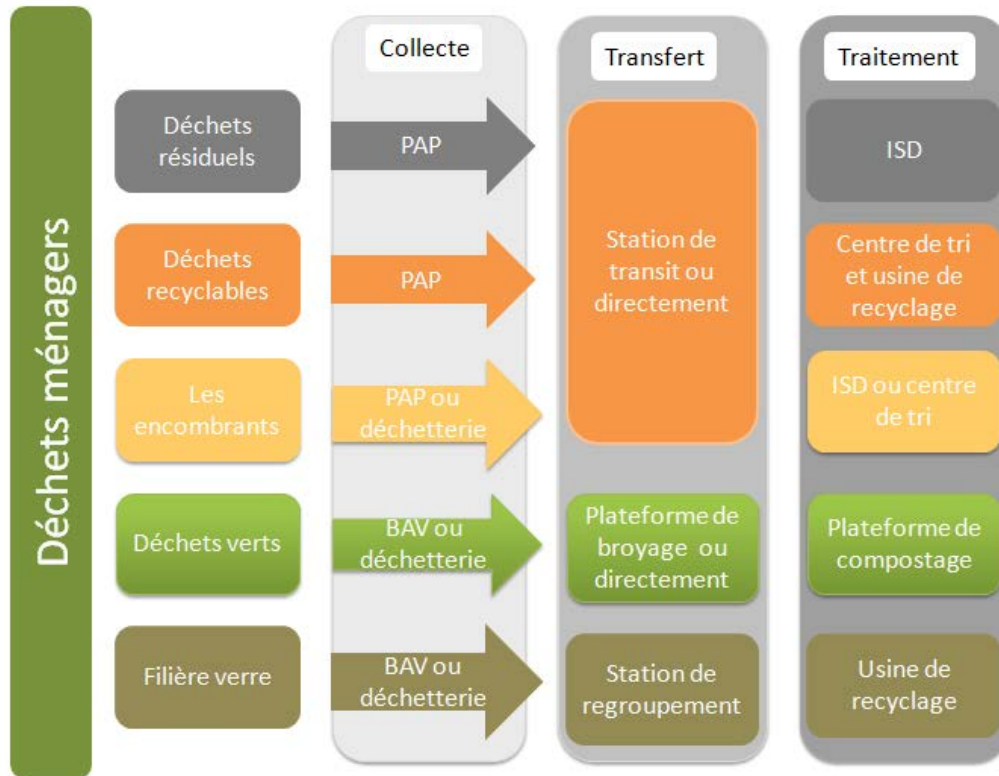 Déchets ménagers
Collecte
Transfert
Traitement
Déchets
résiduels
PAP
Station de
transit ou
directement
ISD
Déchets
recyclables
PAP
Centre de tri
et usine de
recyclage
Les
encombrants
PAP ou
déchetterie
ISD ou centre
de tri
Déchets verts
BAV ou
déchetterie
Plateforme de
broyage ou
directement
Plateforme de
compostage
Filière verre
BAV ou
déchetterie
Station de
regroupement
Usine de
recyclage